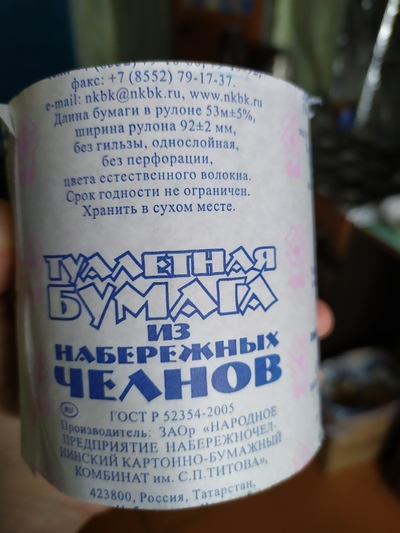 факс: +7 (8552) 79-17-37.
e-mail: nkbk@nkbk.ru, www.nkbk.ru
Длина бумаги в рулоне 53м±5%,
ширина рулона 92±2 мм,
без гильзы, однослойная,
без перфорации,
цвета естественного волокна.
Срок годности не ограничен.
Хранить в сухом месте.
ТУАЛЕТНАЯ
БУМАГА
ИЗ
НАБЕРЕЖНЫХ
ЧЕЛНОВ
ГОСТ Р 52354-2005
RU Производитель: ЗАОр «НАРОДНОЕ
ПРЕДПРИЯТИЕ НАБЕРЕЖНОЧЕЛ-
НИНСКИЙ КАРТОННО-БУМАЖНЫЙ
КОМБИНАТ им. С.П.ТИТОВА»,
423800, Россия, Татарстан,